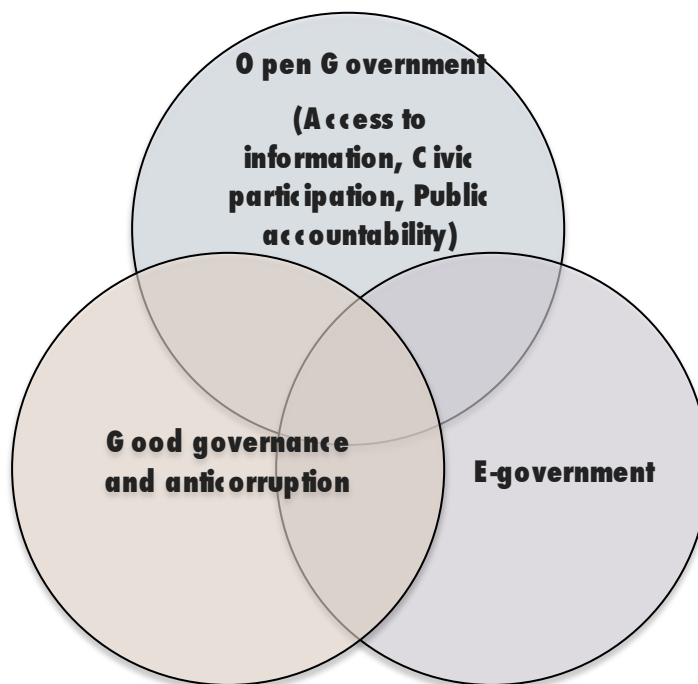 Open Government
(Access to
information, Civic
participation, Public
accountability)
Good governance
and anticorruption
E-government